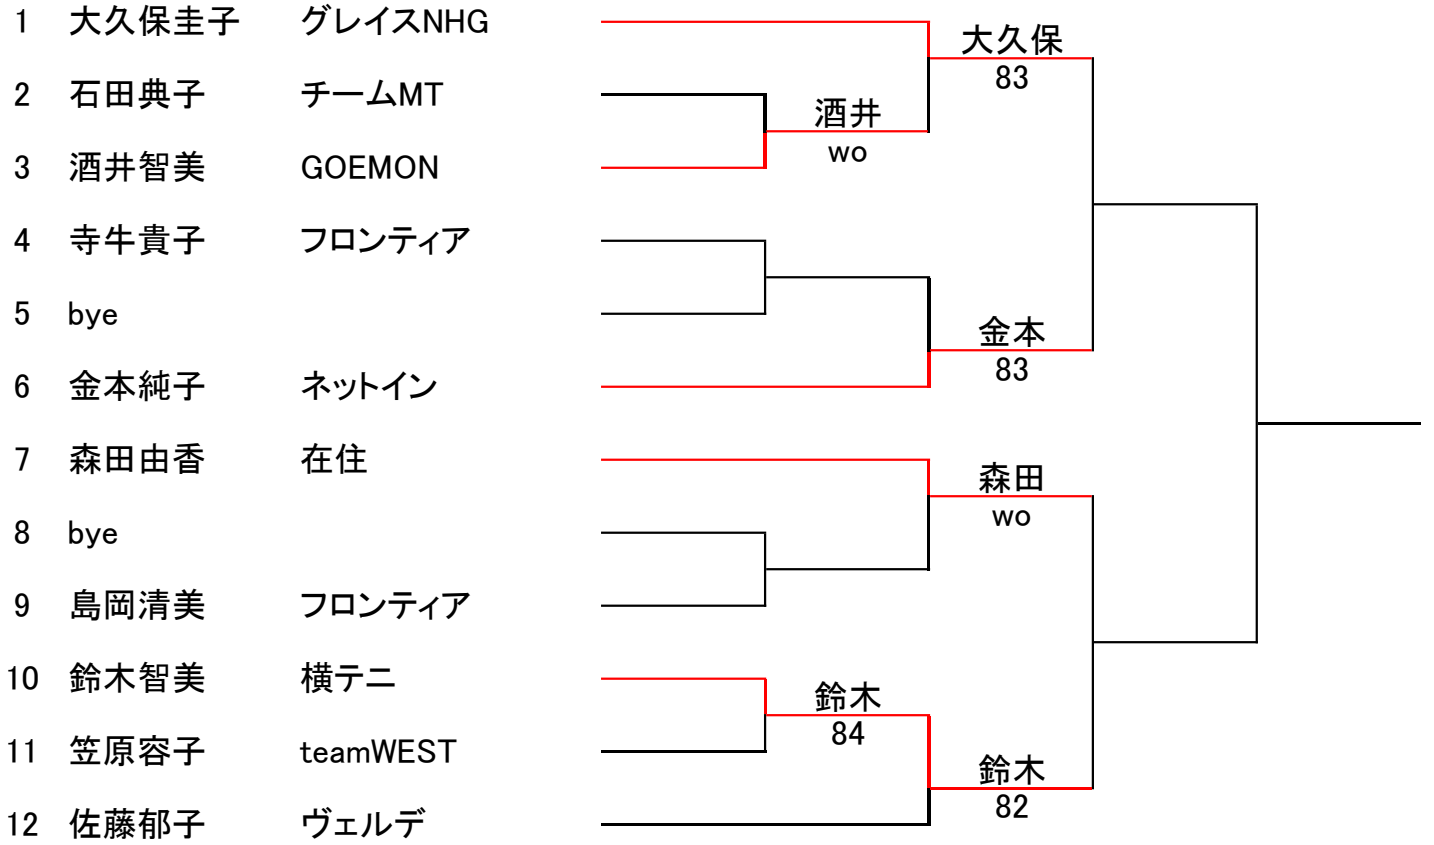 1 大久保圭子 グレイスNHG
大久保
83
2 石田典子 チームMT
酒井
wo
3 酒井智美 GOEMON
4 寺牛貴子 フロンティア
5 bye
金本
83
6 金本純子 ネットイン
7 森田由香 在住
森田
wo
8 bye
9 島岡清美 フロンティア
10 鈴木智美 横テニ
鈴木
84
11 笠原容子 teamWEST
鈴木
82
12 佐藤郁子 ヴェルデ